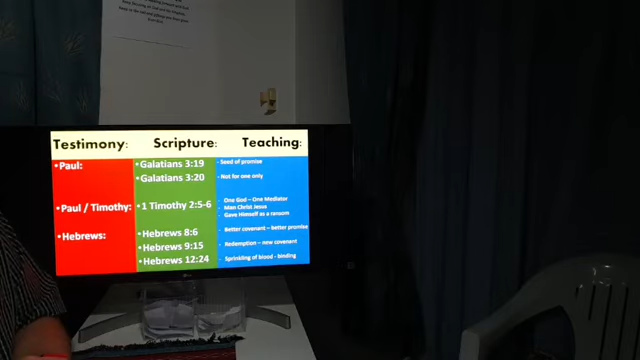 Testimony: Scripture: Teaching:
• Paul: • Galatians 3:19 - Seed of promise
• Galatians 3:20 - Not for one only
• Paul / Timothy: • 1 Timothy 2:5-6 - One God – One Mediator
- Man Christ Jesus
- Gave Himself as a ransom
• Hebrews: • Hebrews 8:6 - Better covenant – better promise
• Hebrews 9:15 - Redemption – new covenant
• Hebrews 12:24 - Sprinkling of blood - binding
LG